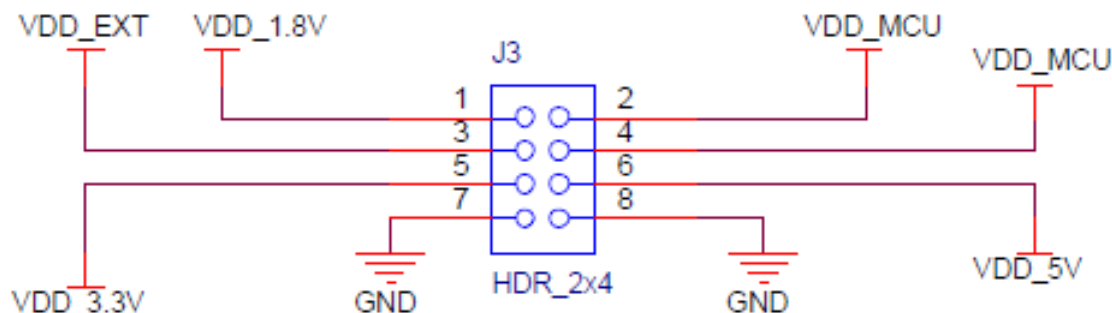 VDD_EXT VDD_1.8V VDD_MCU
J3 VDD_MCU
1 2
3 4
5 6
7 8
VDD_3.3V GND HDR_2x4 GND VDD_5V